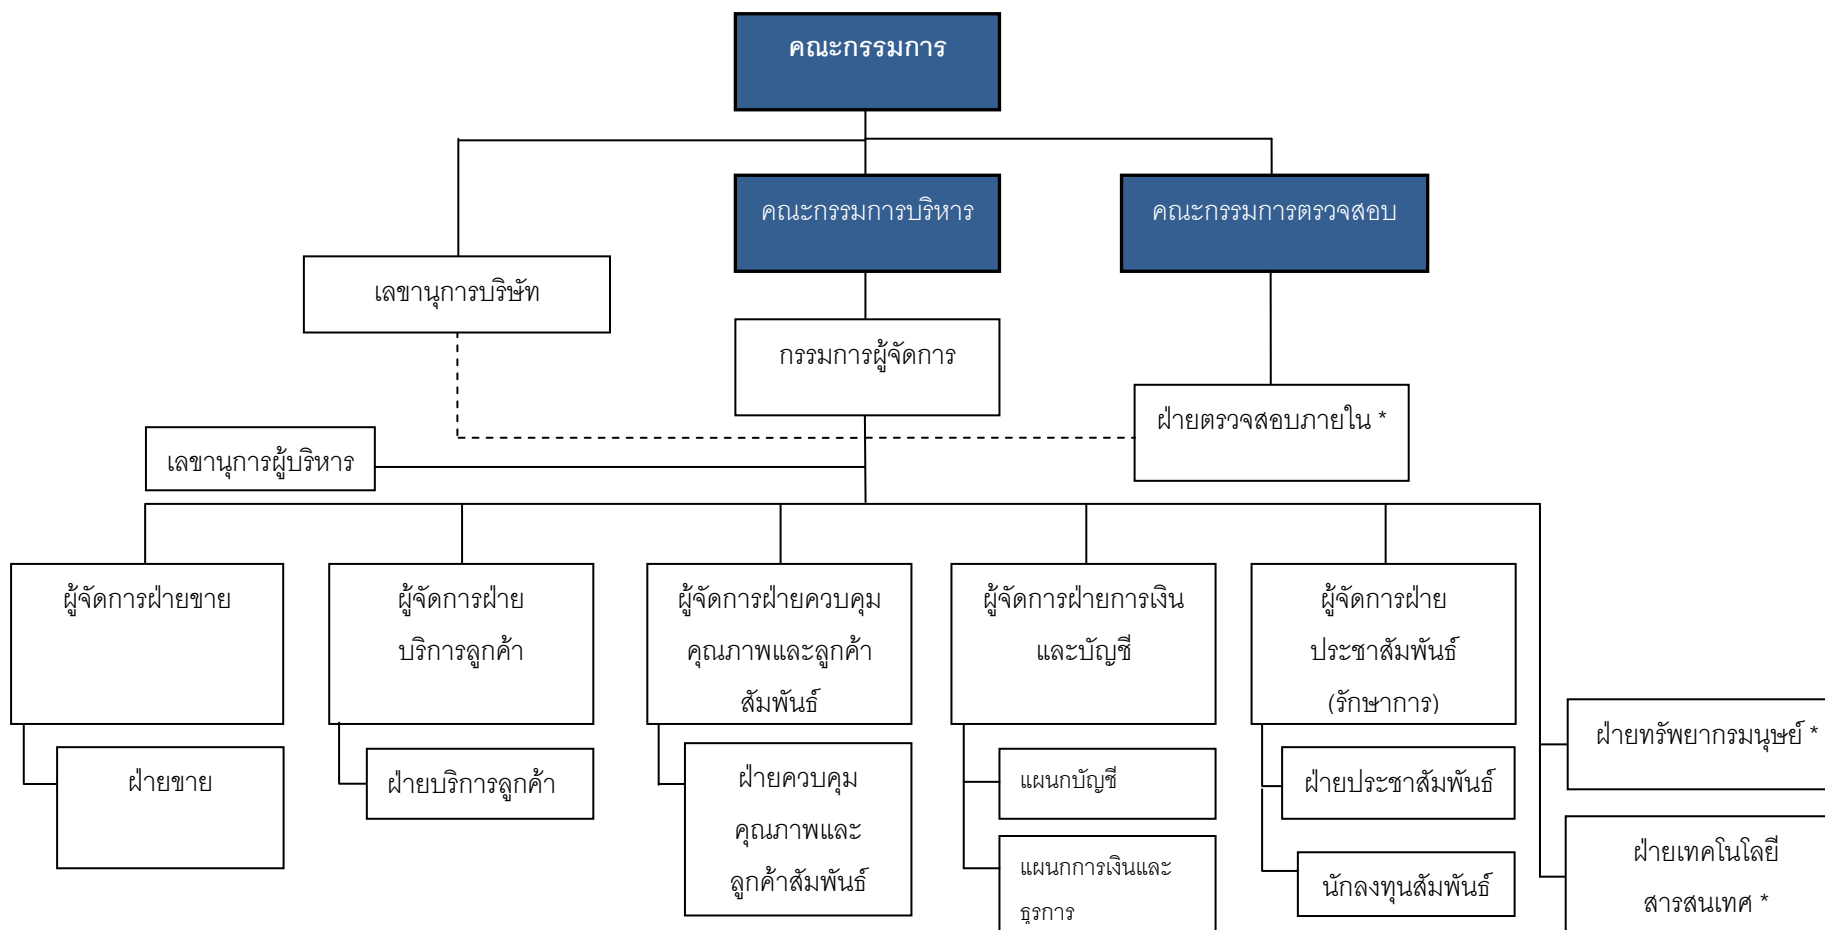 คณะกรรมการ
คณะกรรมการบริหาร
คณะกรรมการตรวจสอบ
เลขานุการบริษัท
กรรมการผู้จัดการ
ฝ่ายตรวจสอบภายใน *
เลขานุการผู้บริหาร
ผู้จัดการฝ่ายขาย
ผู้จัดการฝ่าย
บริการลูกค้า
ผู้จัดการฝ่ายควบคุม
คุณภาพและลูกค้า
สัมพันธ์
ผู้จัดการฝ่ายการเงิน
และบัญชี
ผู้จัดการฝ่าย
ประชาสัมพันธ์
(รักษาการ)
ฝ่ายทรัพยากรมนุษย์ *
ฝ่ายขาย
ฝ่ายบริการลูกค้า
ฝ่ายควบคุม
คุณภาพและ
ลูกค้าสัมพันธ์
แผนกบัญชี
แผนกการเงินและ
ธุรการ
ฝ่ายประชาสัมพันธ์
นักลงทุนสัมพันธ์
ฝ่ายเทคโนโลยี
สารสนเทศ *